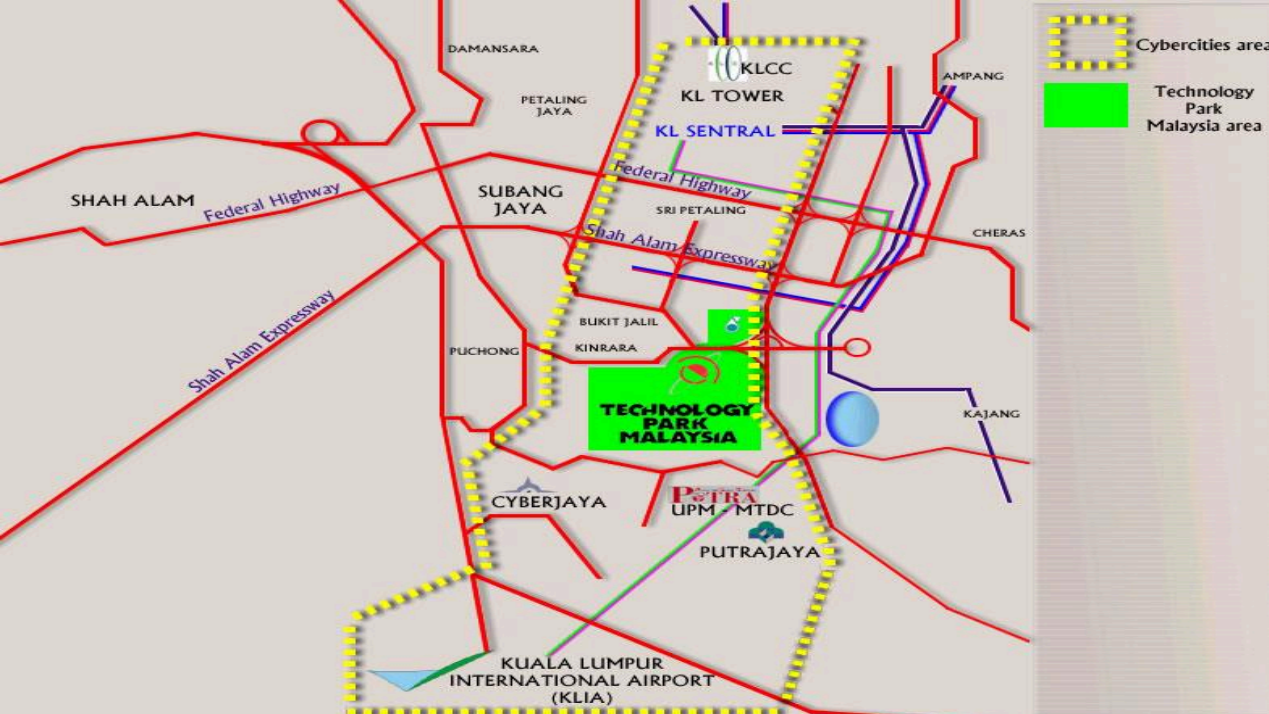 DAMANSARA
PETALING
JAYA
KLCC
KL TOWER
KL SENTRAL
AMPANG
Cybercities area
Technology
Park
Malaysia area
SHAH ALAM
Federal Highway
SUBANG
JAYA
Federal Highway
SRI PETALING
CHERAS
Shah Alam Expressway
Shah Alam Expressway
BUKIT JALIL
KINRARA
PUCHONG
TECHNOLOGY
PARK
MALAYSIA
KAJANG
CYBERJAYA
PUTRA
UPM - MTDC
PUTRAJAYA
KUALA LUMPUR
INTERNATIONAL AIRPORT
(KLIA)